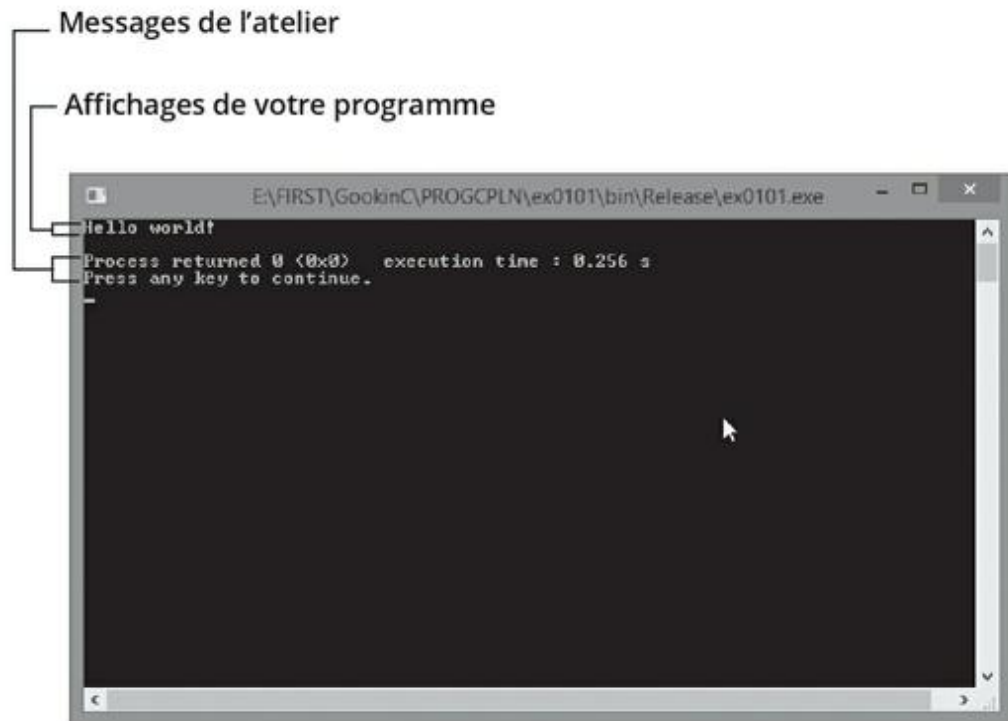 Messages de l’atelier
Affichages de votre programme
E:\FIRST\GookinC\PROGCPLN\ex0101\bin\Release\ex0101.exe
Hello world!
Process returned 0 (0x0)   execution time : 0.256 s
Press any key to continue.